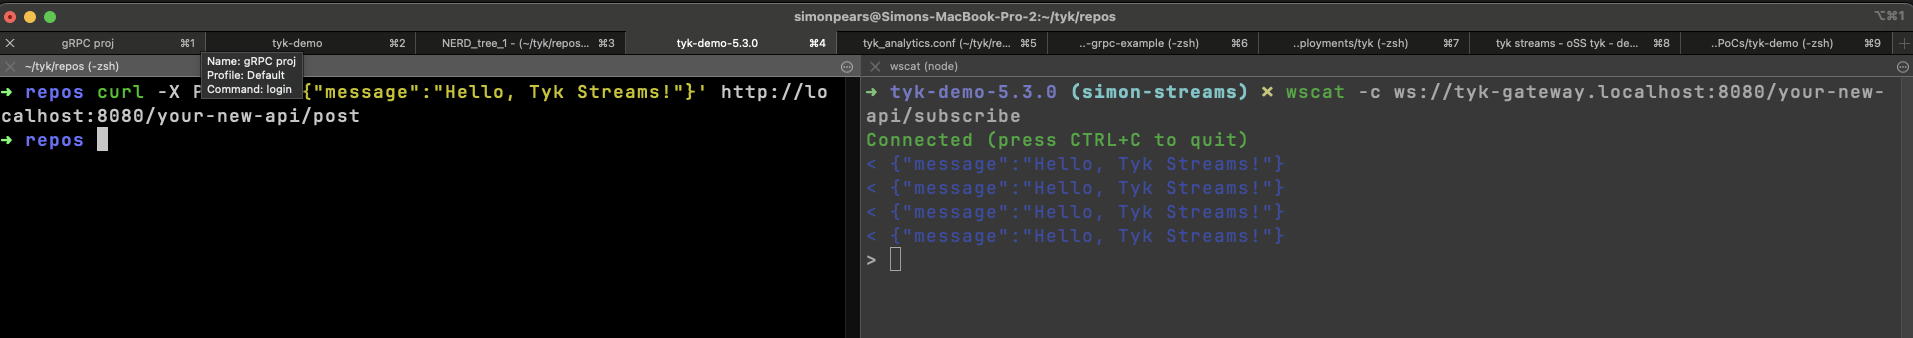 simonpears@Simons-MacBook-Pro-2:~/tyk/repos
⌥⌘1
gRPC proj ⌘1 tyk-demo ⌘2 NERD_tree_1 - (~/tyk/repos... ⌘3 tyk-demo-5.3.0 ⌘4 tyk_analytics.conf (~/tyk/re... ⌘5 ..-grpc-example (-zsh) ⌘6 ..ployments/tyk (-zsh) ⌘7 tyk streams - oSS tyk - de... ⌘8 ..PoCs/tyk-demo (-zsh) ⌘9
~/tyk/repos (-zsh)
Name: gRPC proj
Profile: Default
Command: login
→ repos curl -X {"message":"Hello, Tyk Streams!"}' http://lo
calhost:8080/your-new-api/post
→ repos
wscat (node)
→ tyk-demo-5.3.0 (simon-streams) × wscat -c ws://tyk-gateway.localhost:8080/your-new-
api/subscribe
Connected (press CTRL+C to quit)
< {"message":"Hello, Tyk Streams!"}
< {"message":"Hello, Tyk Streams!"}
< {"message":"Hello, Tyk Streams!"}
< {"message":"Hello, Tyk Streams!"}
>